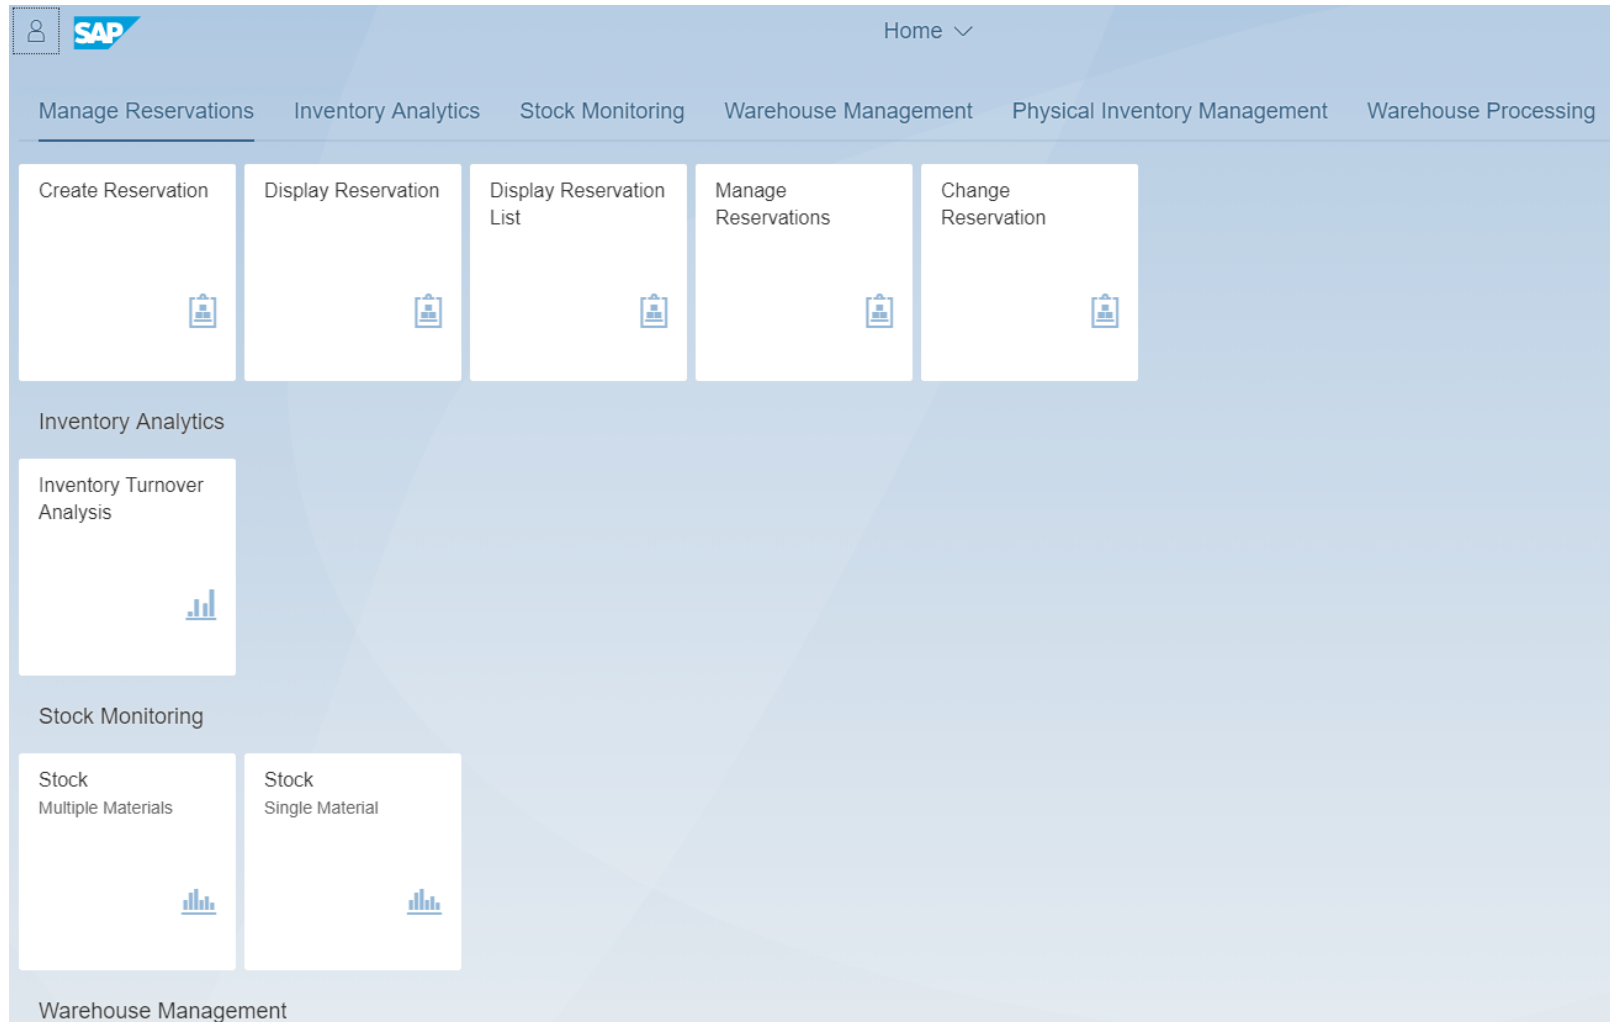 SAP
Home
Manage Reservations
Inventory Analytics
Stock Monitoring
Warehouse Management
Physical Inventory Management
Warehouse Processing
Create Reservation
Display Reservation
Display Reservation
List
Manage
Reservations
Change
Reservation
Inventory Analytics
Inventory Turnover
Analysis
Stock Monitoring
Stock
Multiple Materials
Stock
Single Material
Warehouse Management